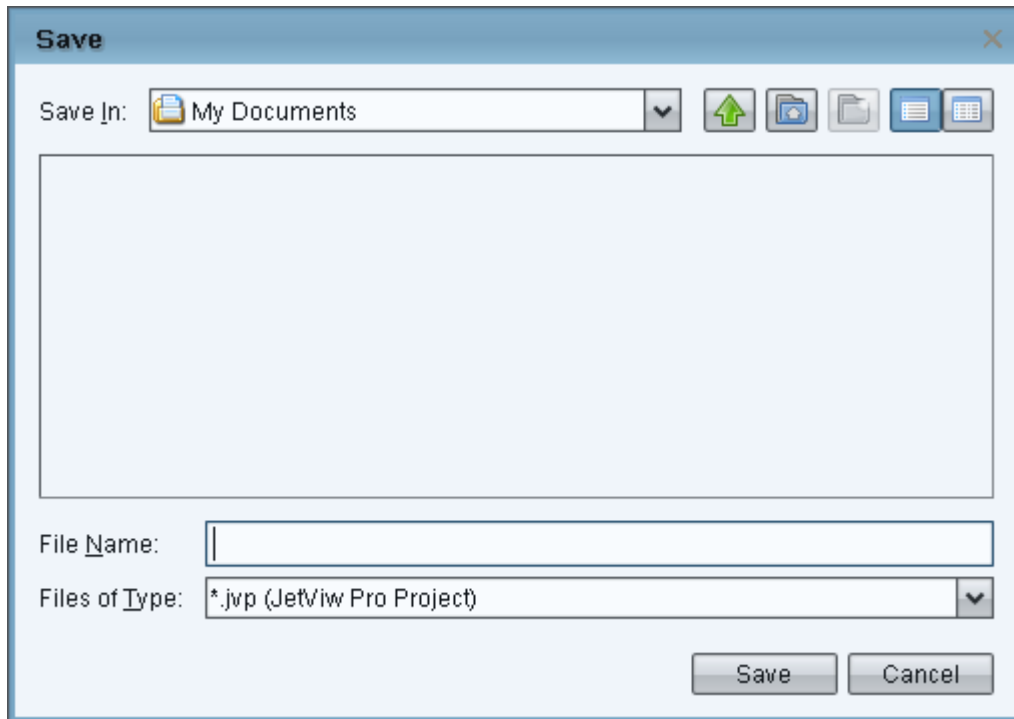 Save
Save In: My Documents
File Name:
Files of Type: *.jvp (JetViw Pro Project)
Save Cancel